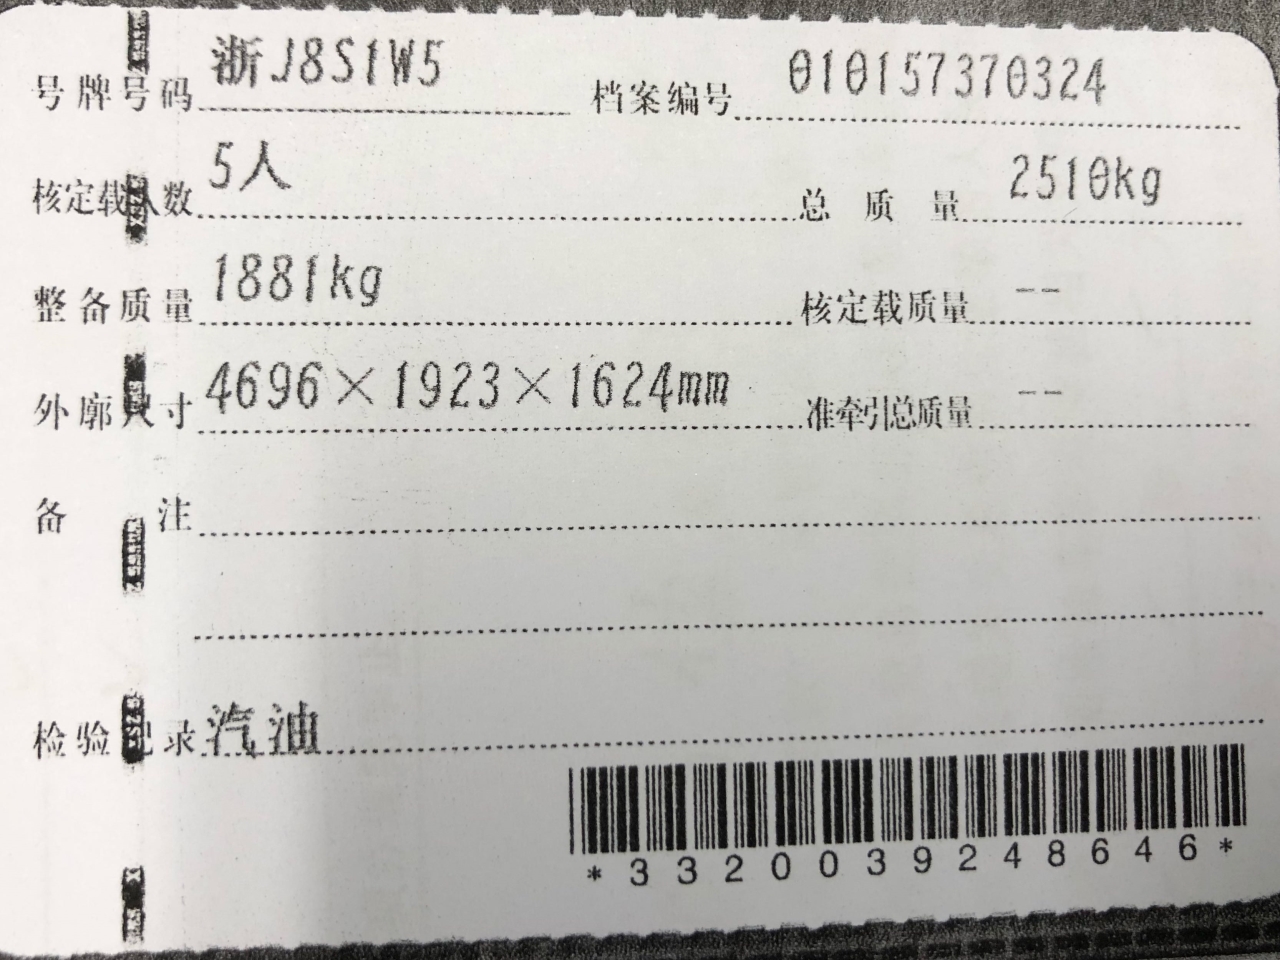 号牌号码 浙J8S1W5 档案编号 010157370324
核定载人数 5人 总质量 2510kg
整备质量 1881kg 核定载质量 --
外廓尺寸 4696×1923×1624mm 准牵引总质量 --
备注
检验记录 汽油
*3320039248646*